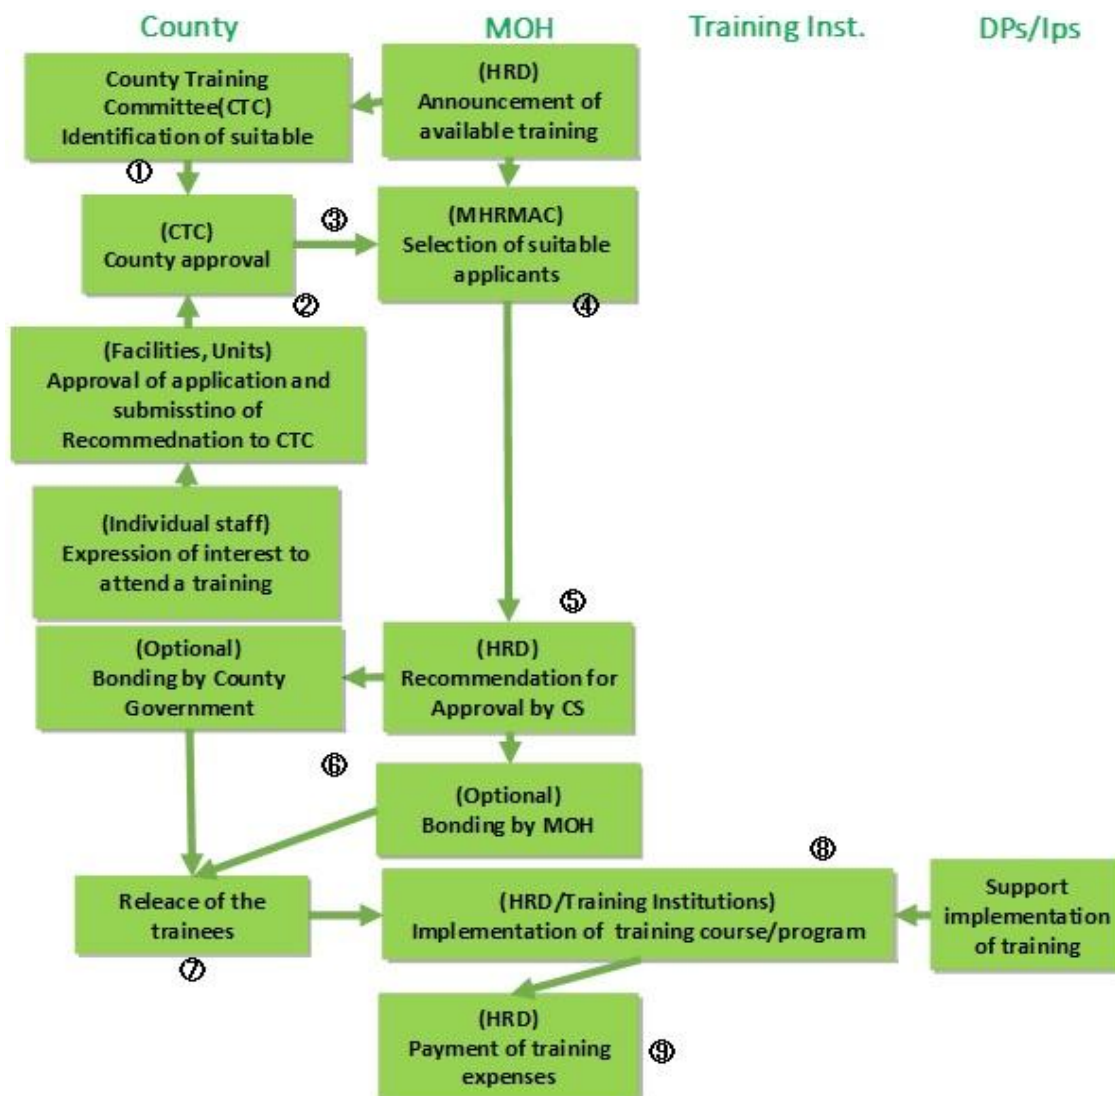 County
MOH
Training Inst.
DPs/Ips
County Training
Committee(CTC)
Identification of suitable
(HRD)
Announcement of
available training
①
(CTC)
County approval
③
(MHRMAC)
Selection of suitable
applicants
②
④
(Facilities, Units)
Approval of application and
submisstino of
Recommednation to CTC
(Individual staff)
Expression of interest to
attend a training
⑤
(Optional)
Bonding by County
Government
(HRD)
Recommendation for
Approval by CS
⑥
(Optional)
Bonding by MOH
⑧
Releace of the
trainees
(HRD/Training Institutions)
Implementation of training course/program
Support
implementation
of training
⑦
(HRD)
Payment of training
expenses
⑨